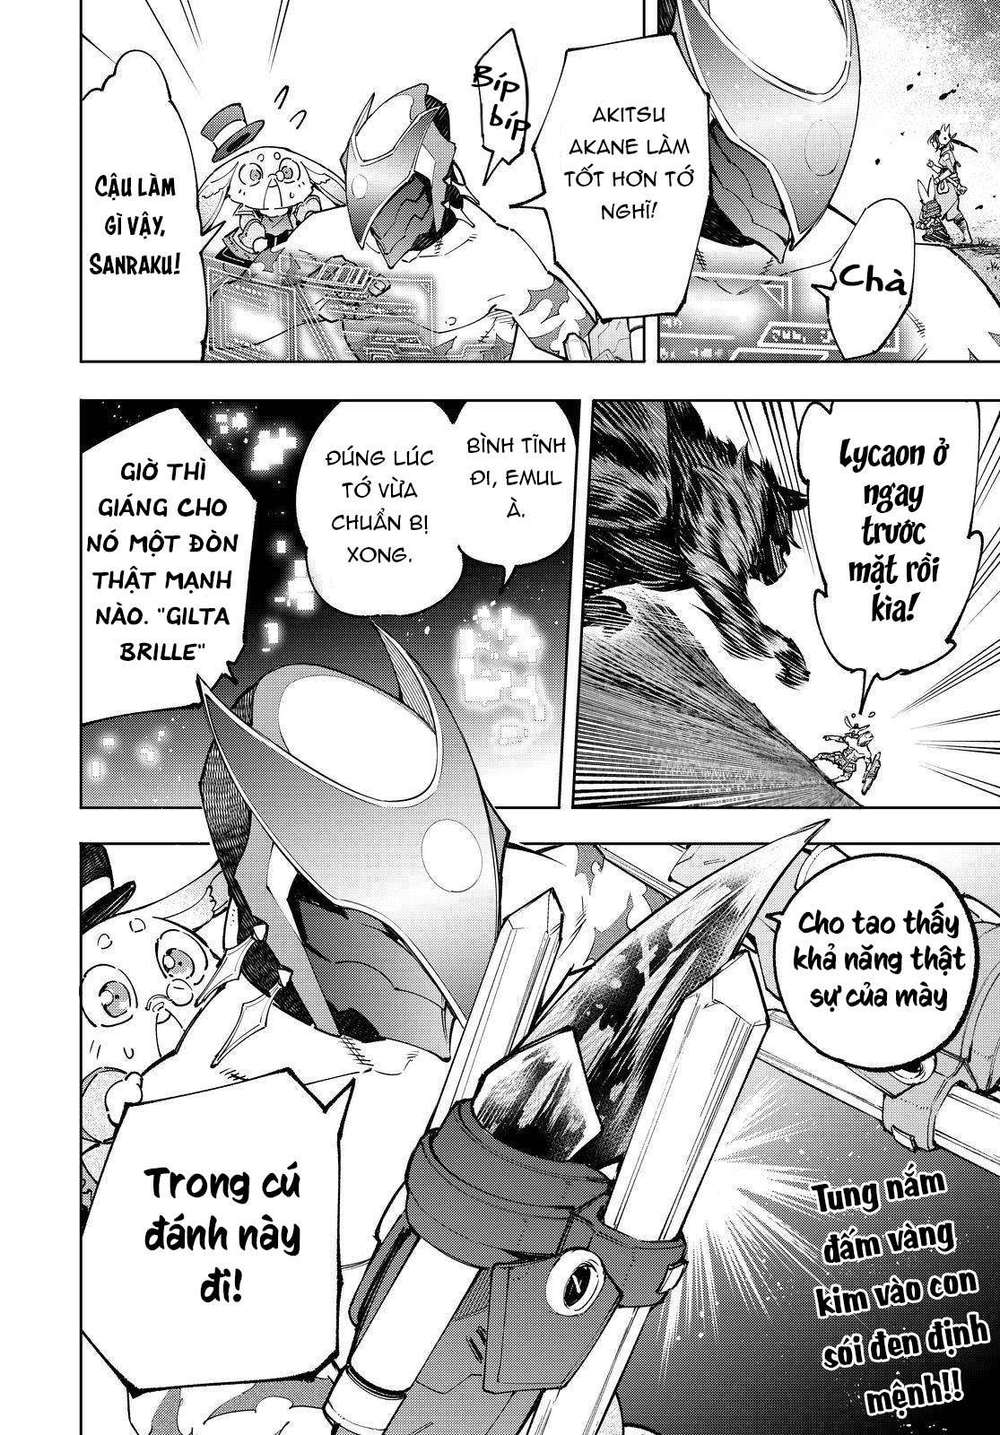 Chà
AKITSU
AKANE LÀM
TỐT HƠN TỚ
NGHĨ!
Bíp
bíp
CẬU LÀM
GÌ VẬY,
SANRAKU!
Lycaon ở
ngay
trước
mặt rồi
kìa!
BÌNH TĨNH
ĐI, EMUL
À.
ĐÚNG LÚC
TỚ VỪA
CHUẨN BỊ
XONG.
GIỜ THÌ
GIÁNG CHO
NÓ MỘT ĐÒN
THẬT MẠNH
NÀO. "GILTA
BRILLE"
Cho tao thấy
khả năng thật
sự của mày
Trong cú
đánh này
đi!
Tung nắm
đấm vàng
kim vào con
sói đen định
mệnh!!